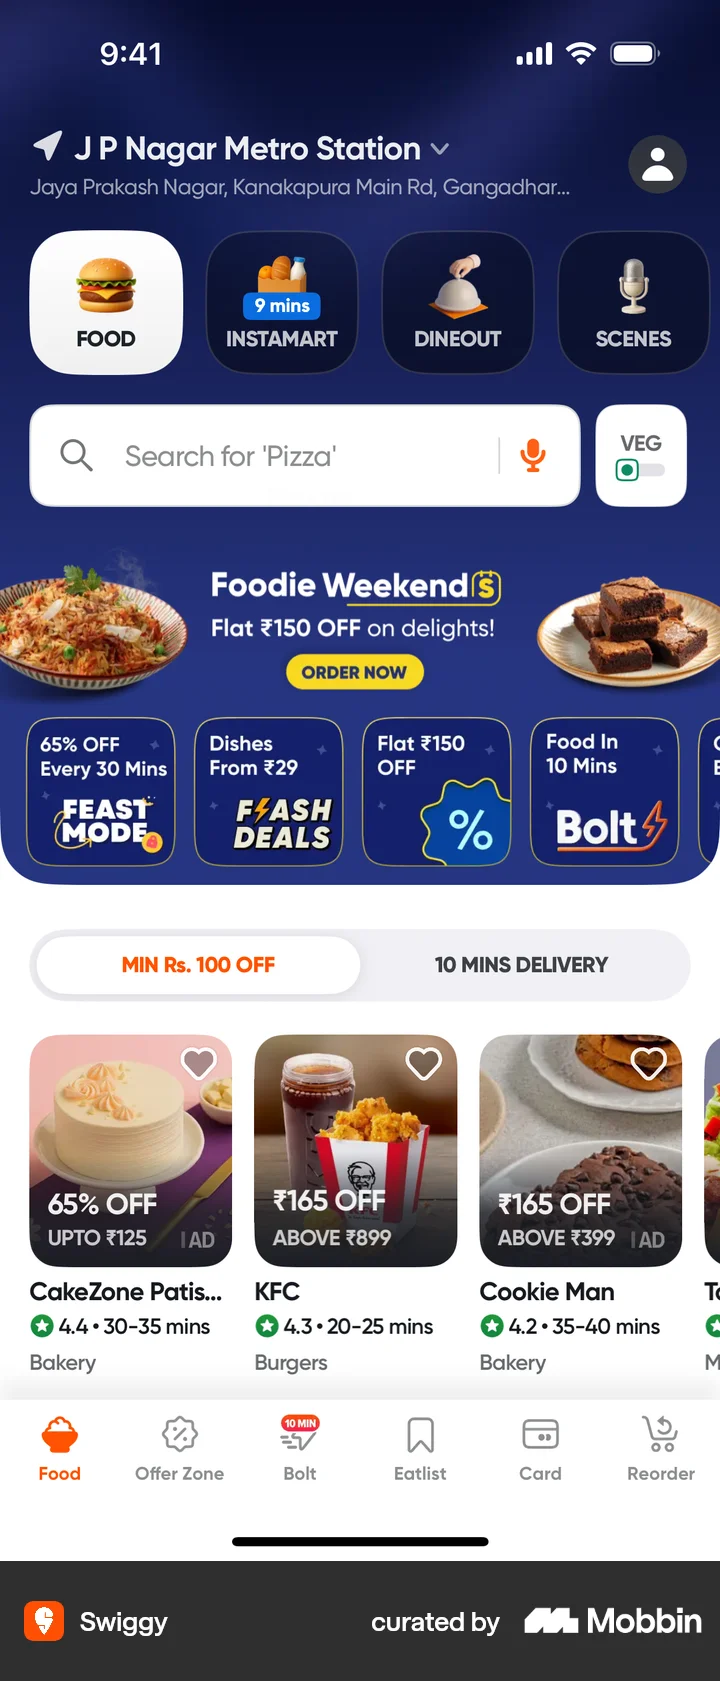 9:41
J P Nagar Metro Station
Jaya Prakash Nagar, Kanakapura Main Rd, Gangadhar...
FOOD
9 mins
INSTAMART
DINEOUT
SCENES
Search for 'Pizza'
VEG
Foodie Weekend S
Flat ₹150 OFF on delights!
ORDER NOW
65% OFF
Every 30 Mins
FEAST
MODE
Dishes
From ₹29
FLASH
DEALS
Flat ₹150
OFF
%
Food In
10 Mins
Bolt
MIN Rs. 100 OFF
10 MINS DELIVERY
65% OFF
UPTO ₹125
AD
CakeZone Patis...
4.4 • 30-35 mins
Bakery
₹165 OFF
ABOVE ₹899
KFC
4.3 • 20-25 mins
Burgers
₹165 OFF
ABOVE ₹399
AD
Cookie Man
4.2 • 35-40 mins
Bakery
Food
Offer Zone
10 MIN
Bolt
Eatlist
Card
Reorder
Swiggy
curated by
Mobbin